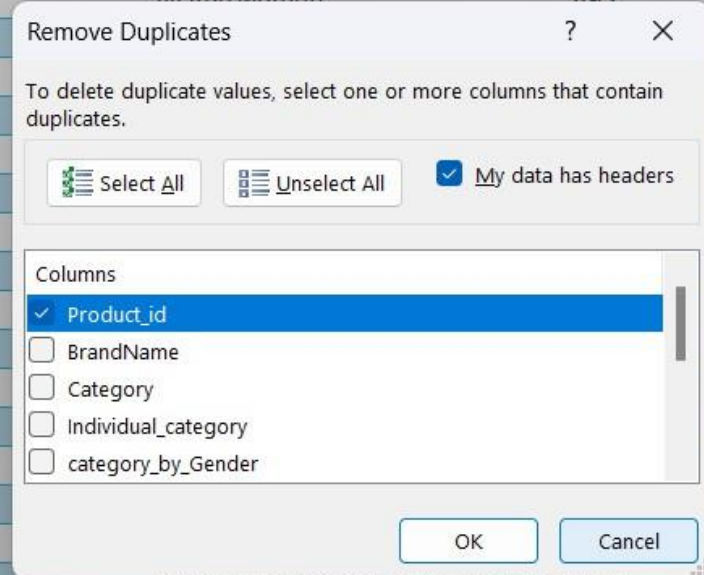 Remove Duplicates ?
To delete duplicate values, select one or more columns that contain
duplicates.
Select All Unselect All My data has headers
Columns
Product_id
BrandName
Category
Individual_category
category_by_Gender
OK Cancel